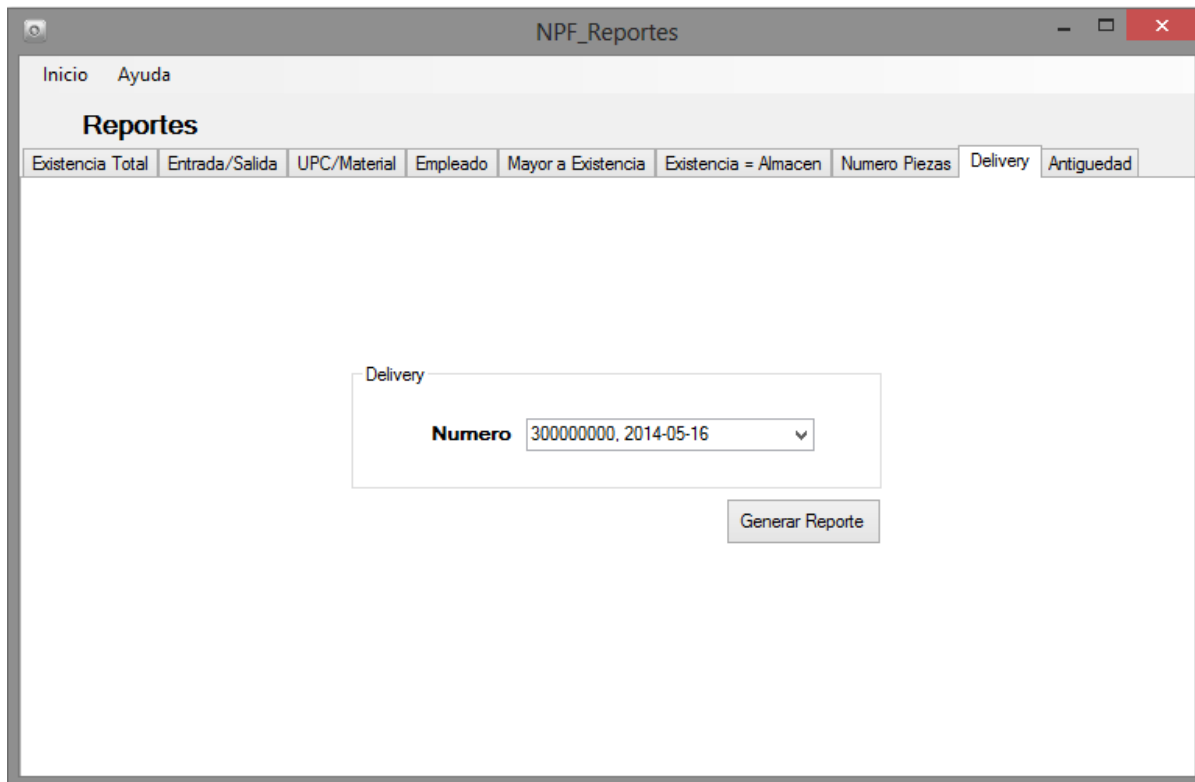 NPF_Reportes
Inicio Ayuda
Reportes
Existencia Total Entrada/Salida UPC/Material Empleado Mayor a Existencia Existencia = Almacen Numero Piezas Delivery Antiguedad
Delivery
Numero 300000000, 2014-05-16
Generar Reporte